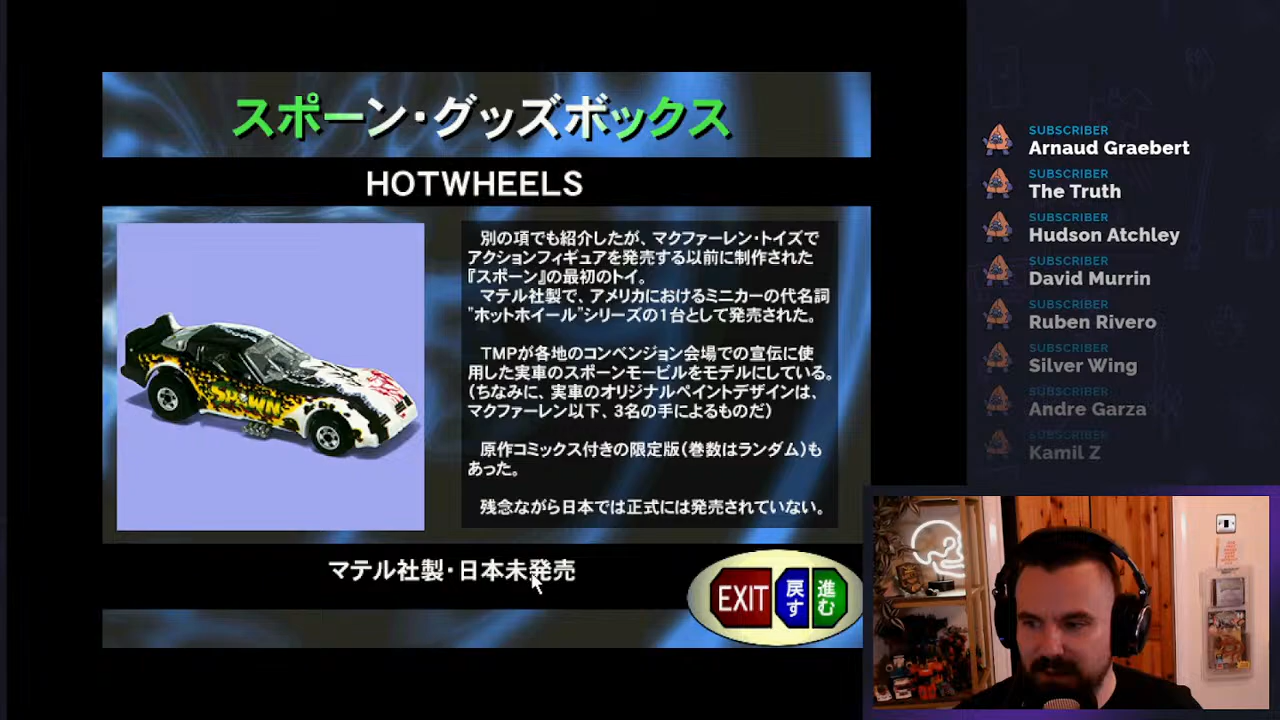 スポーン・グッズボックス
HOTWHEELS
別の項でも紹介したが、マクファーレン・トイズで
アクションフィギュアを発売する以前に制作された
『スポーン』の最初のトイ。
マテル社製で、アメリカにおけるミニカーの代名詞
"ホットホイール"シリーズの1台として発売された。
TMPが各地のコンベンジョン会場での宣伝に使
用した実車のスポーンモービルをモデルにしている。
(ちなみに、実車のオリジナルペイントデザインは、
マクファーレン以下、3名の手によるものだ)
原作コミックス付きの限定版(巻数はランダム)も
あった。
残念ながら日本では正式には発売されていない。
マテル社製・日本未発売
EXIT
戻す
進む
SPAWN
SUBSCRIBER
Arnaud Graebert
SUBSCRIBER
The Truth
SUBSCRIBER
Hudson Atchley
SUBSCRIBER
David Murrin
SUBSCRIBER
Ruben Rivero
SUBSCRIBER
Silver Wing
SUBSCRIBER
Andre Garza
SUBSCRIBER
Kamil Z